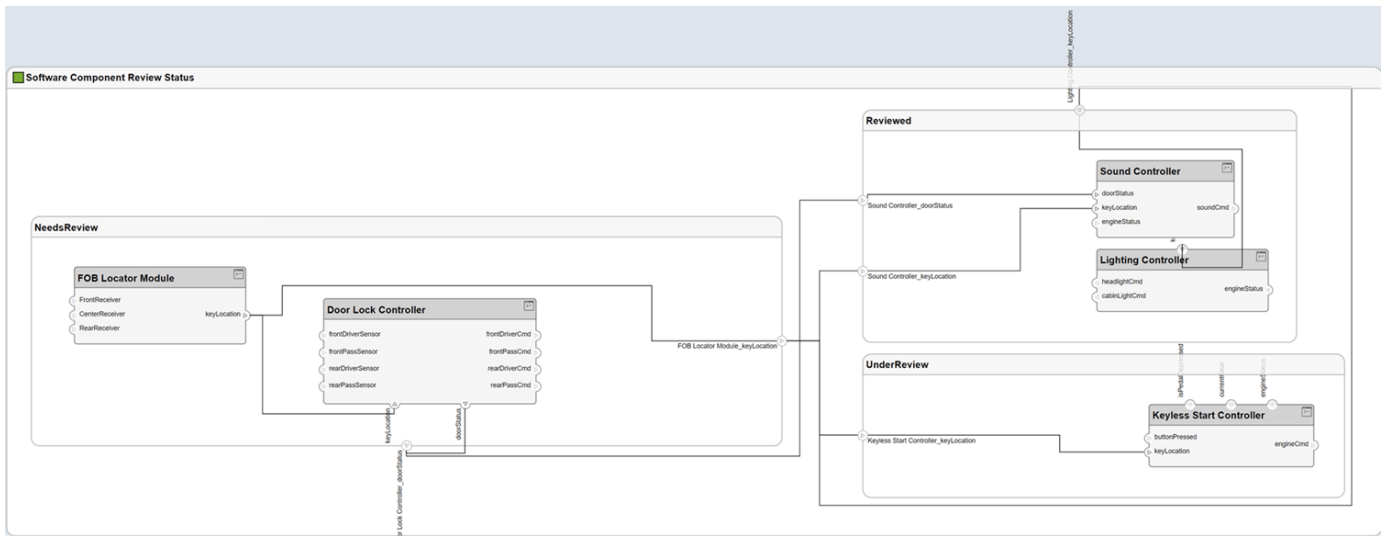 Lighting Controller_keyLocation
Software Component Review Status
Reviewed
Sound Controller
doorStatus
keyLocation
soundCmd
engineStatus
Sound Controller_doorStatus
Sound Controller_keyLocation
Lighting Controller
headlightCmd
cabinLightCmd
engineStatus
NeedsReview
FOB Locator Module
FrontReceiver
CenterReceiver
RearReceiver
keyLocation
Door Lock Controller
frontDriverSensor
frontPassSensor
rearDriverSensor
rearPassSensor
frontDriverCmd
frontPassCmd
rearDriverCmd
rearPassCmd
keyLocation
doorStatus
FOB Locator Module_keyLocation
r Lock Controller_doorStatus
UnderReview
Keyless Start Controller_keyLocation
Keyless Start Controller
buttonPressed
keyLocation
engineCmd